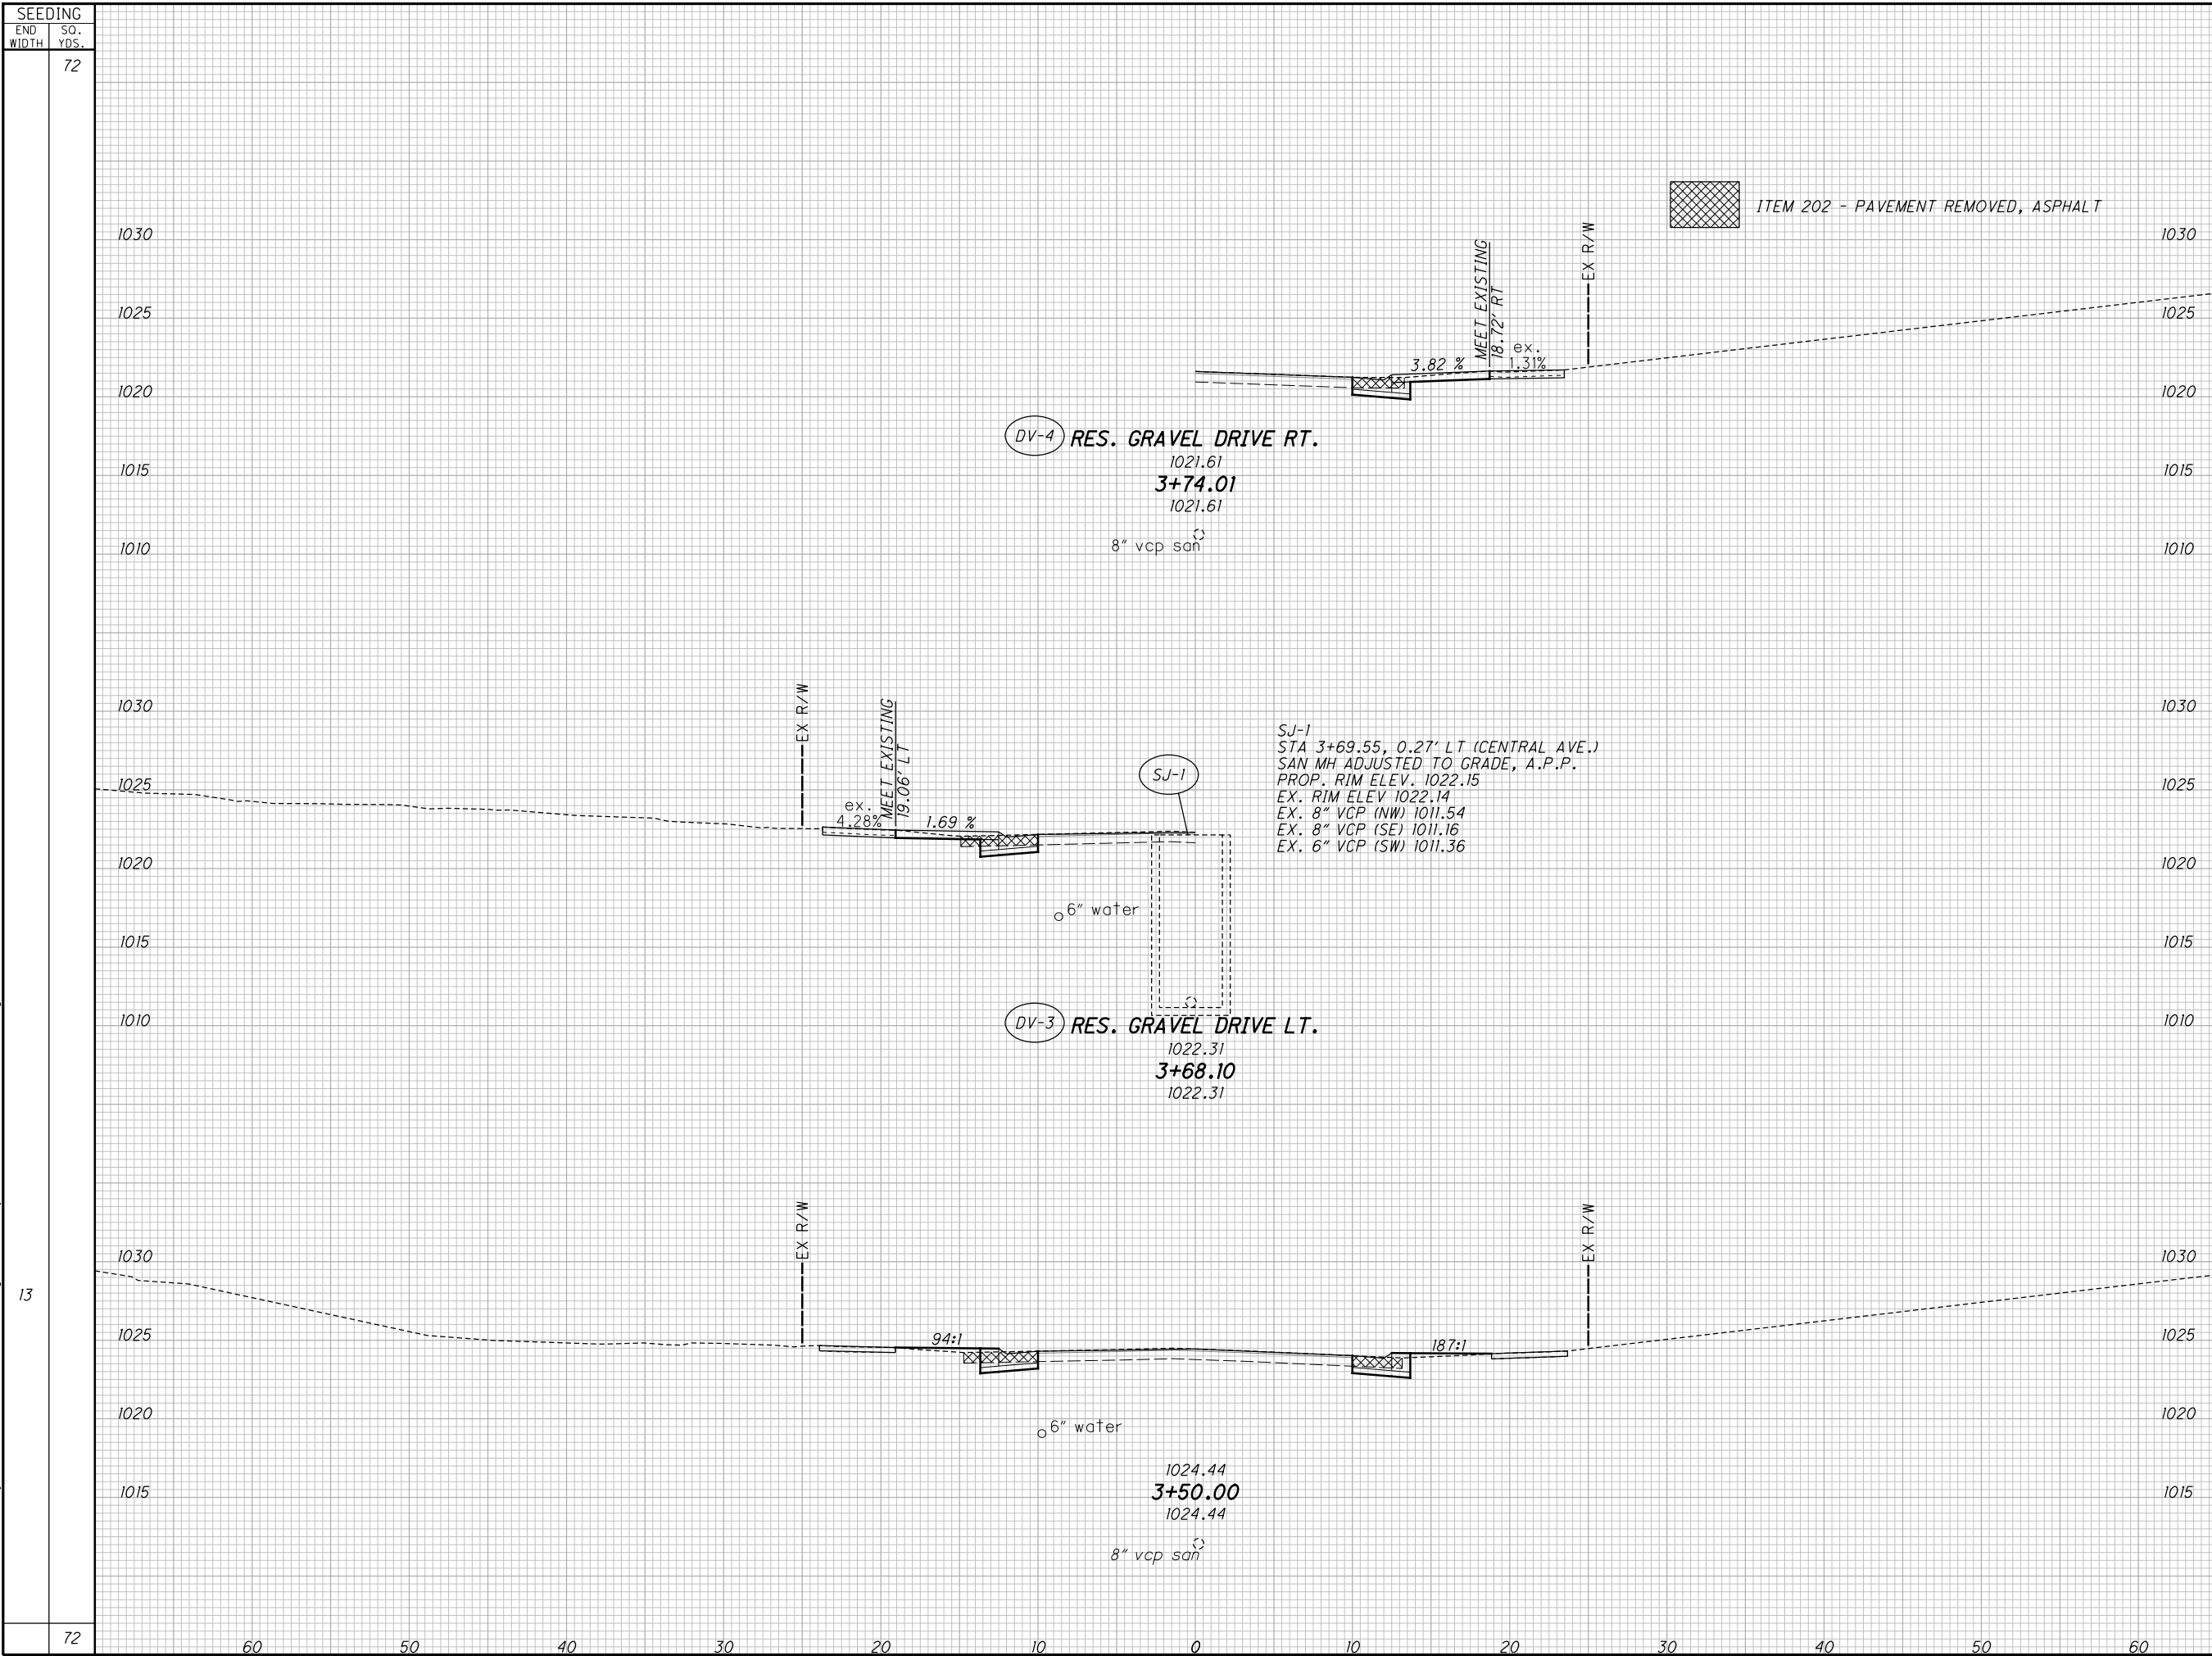 SEEDING
END WIDTH
SQ. YDS.
72
ITEM 202 - PAVEMENT REMOVED, ASPHALT
1030
1030
EX R/W
MEET EXISTING
18.72' RT
1025
1025
3.82 %
ex.
1.31%
1020
1020
DV-4
RES. GRAVEL DRIVE RT.
1021.61
1015
1015
3+74.01
1021.61
8" vcp san
1010
1010
1030
1030
EX R/W
MEET EXISTING
19.06' LT
SJ-1
STA 3+69.55, 0.27' LT (CENTRAL AVE.)
SAN MH ADJUSTED TO GRADE, A.P.P.
PROP. RIM ELEV. 1022.15
EX. RIM ELEV 1022.14
EX. 8" VCP (NW) 1011.54
EX. 8" VCP (SE) 1011.16
EX. 6" VCP (SW) 1011.36
SJ-1
1025
1025
ex.
4.28%
1.69 %
1020
1020
6" water
1015
1015
1010
1010
DV-3
RES. GRAVEL DRIVE LT.
1022.31
3+68.10
1022.31
EX R/W
EX R/W
1030
1030
13
1025
1025
94:1
187:1
1020
1020
6" water
1024.44
1015
1015
3+50.00
1024.44
8" vcp san
72
60
50
40
30
20
10
0
10
20
30
40
50
60